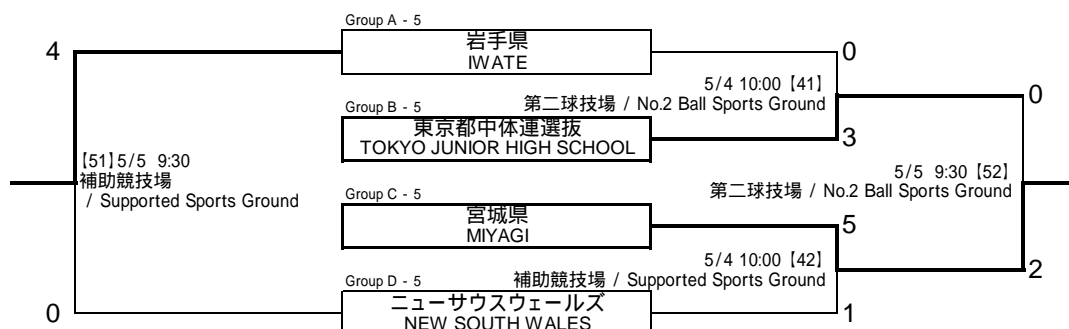 Group A - 5
岩手県
IWATE
4
0
5/4 10:00【41】
第二球技場 / No.2 Ball Sports Ground
0
Group B - 5
東京都中体連選抜
TOKYO JUNIOR HIGH SCHOOL
3
【51】5/5 9:30
補助競技場
/ Supported Sports Ground
5/5 9:30【52】
第二球技場 / No.2 Ball Sports Ground
Group C - 5
宮城県
MIYAGI
5
5/4 10:00【42】
補助競技場 / Supported Sports Ground
2
Group D - 5
ニューサウスウェールズ
NEW SOUTH WALES
0
1